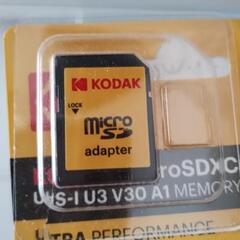 KODAK
LOCK
micro
SD
adapter
roSDXC
UHS-I U3 V30 A1 MEMORY
ULTRA PERFORMANCE